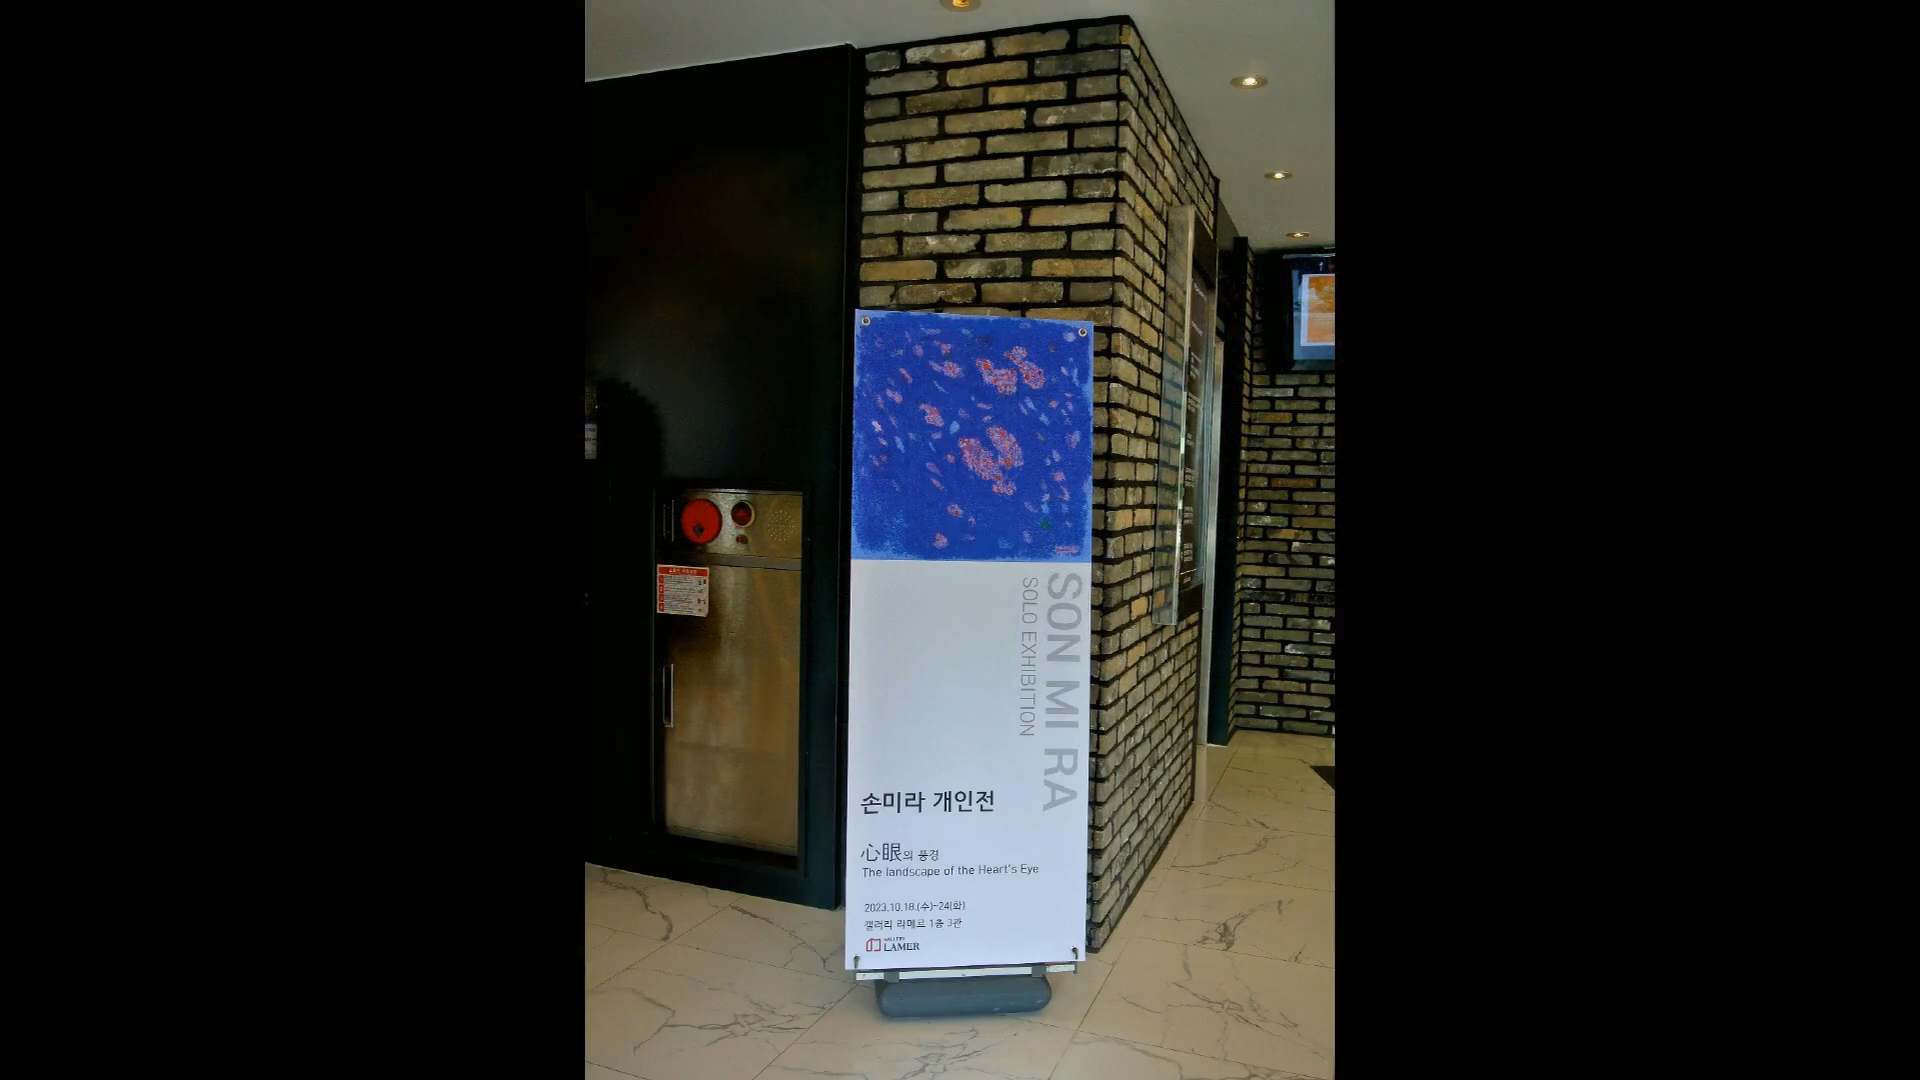 SON MI RA
SOLO EXHIBITION
손미라 개인전
心眼의 풍경
The landscape of the Heart's Eye
2023.10.18.(수)-24(화)
갤러리 라메르 1층 3관
GALLERY
LAMER